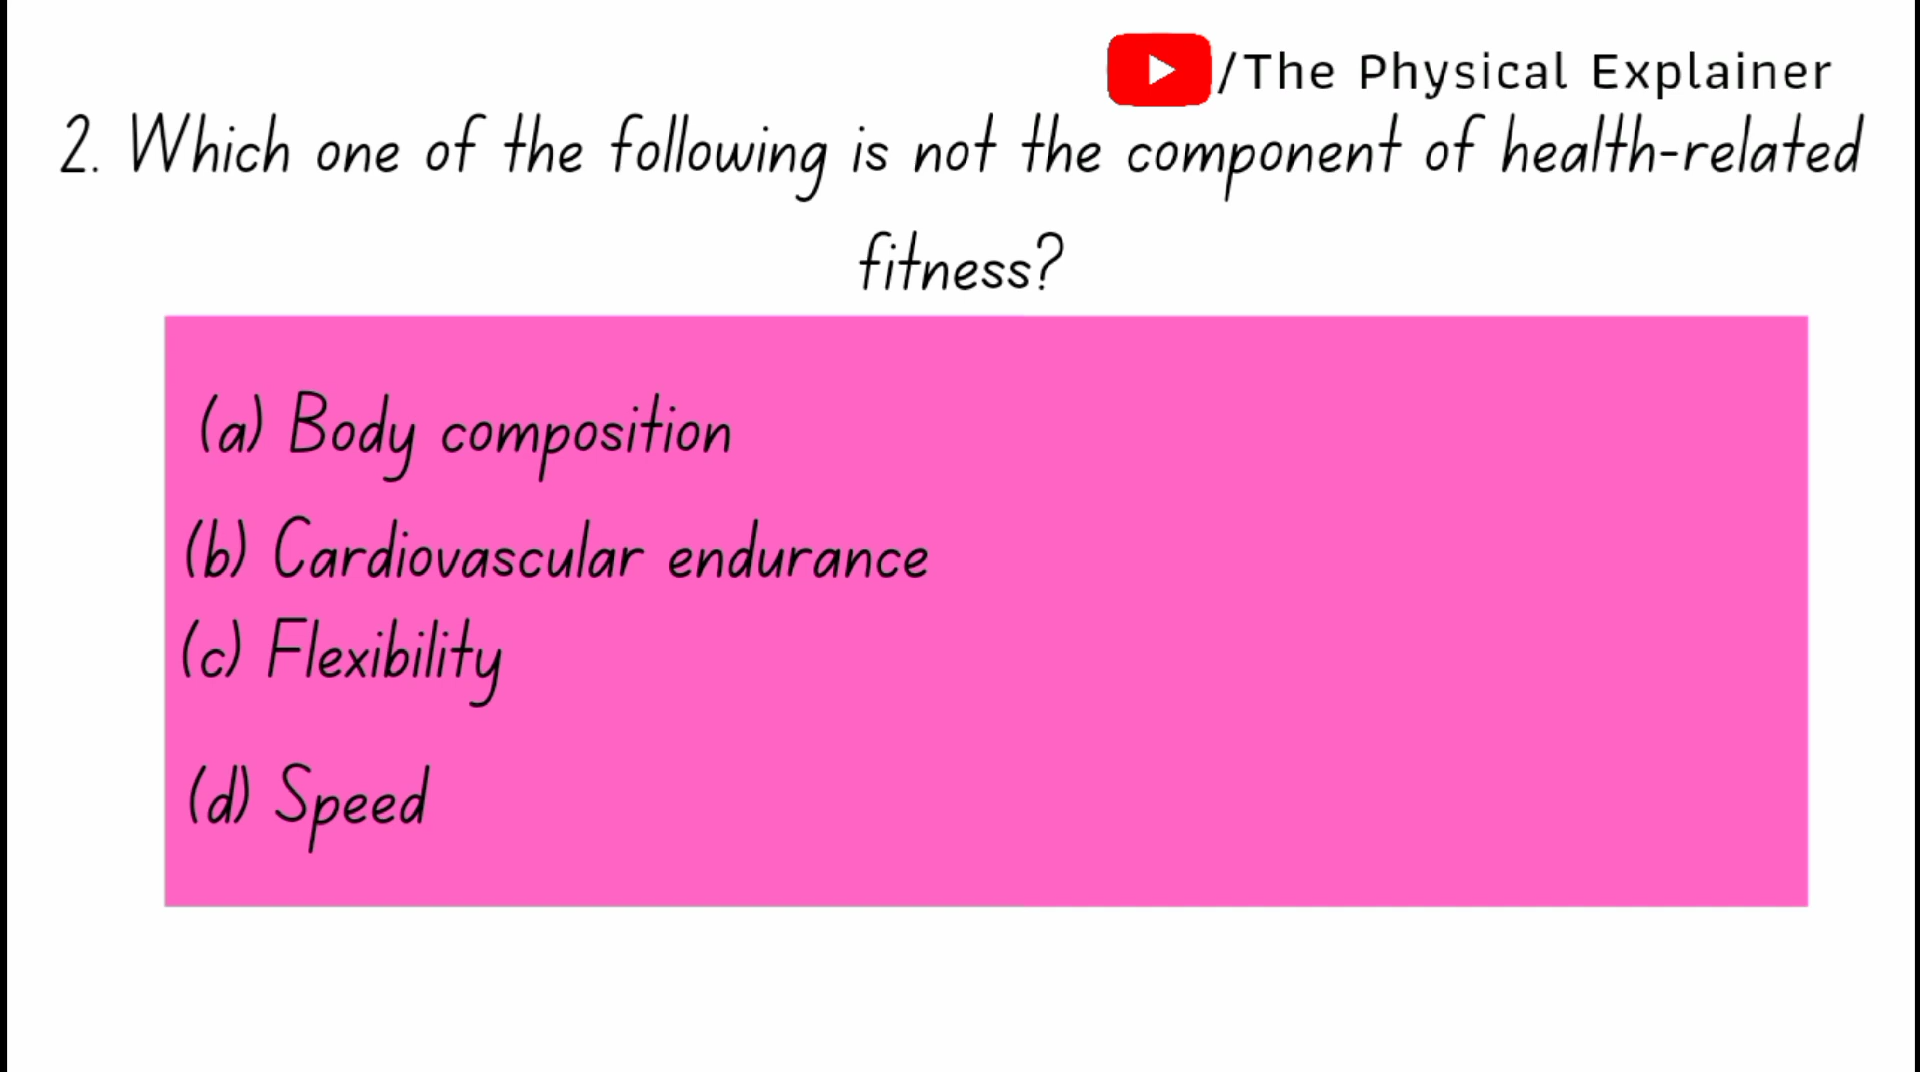 /The Physical Explainer
2. Which one of the following is not the component of health-related
fitness?
(a) Body composition
(b) Cardiovascular endurance
(c) Flexibility
(d) Speed